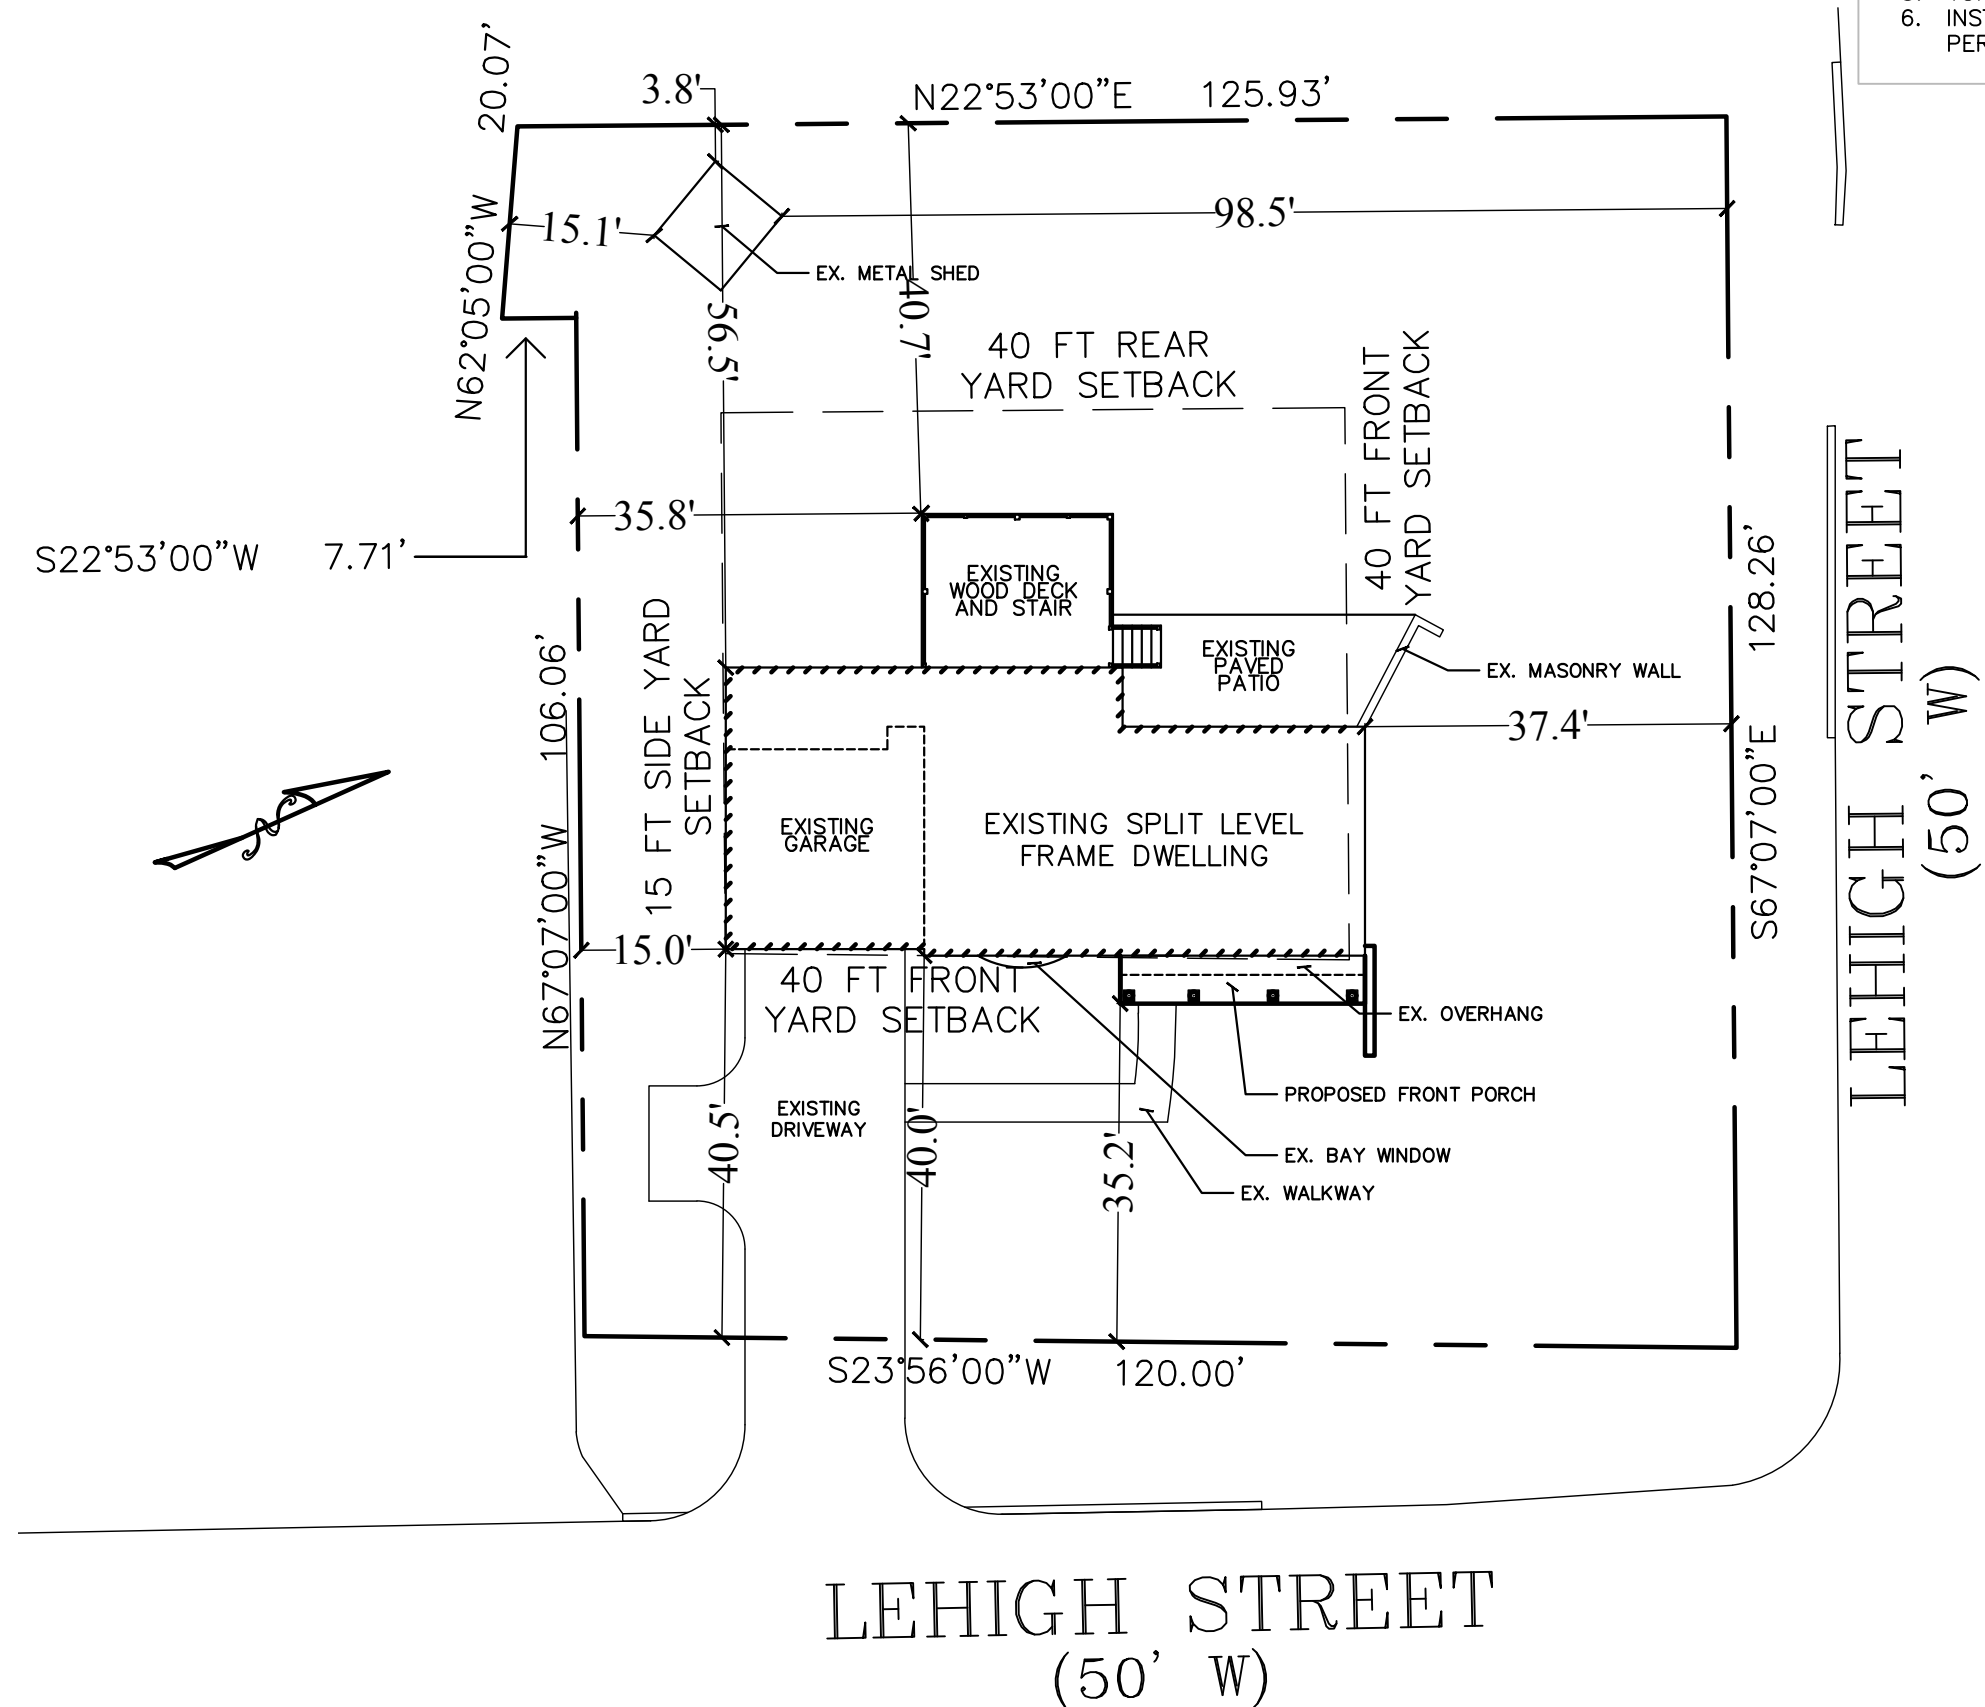 6. INST
PER
20.07'
3.8'
N22°53'00"E 125.93'
15.1'
98.5'
EX. METAL SHED
N62°05'00"W
56.5'
40.7'
40 FT REAR
YARD SETBACK
40 FT FRONT
YARD SETBACK
35.8'
S22°53'00"W 7.71'
EXISTING
WOOD DECK
AND STAIR
128.26'
LEHIGH STREET
(50' W)
EXISTING
PAVED
PATIO
EX. MASONRY WALL
106.06'
15 FT SIDE YARD
SETBACK
37.4'
S67°07'00"E
EXISTING
GARAGE
EXISTING SPLIT LEVEL
FRAME DWELLING
N67°07'00"W
15.0'
40 FT FRONT
YARD SETBACK
EX. OVERHANG
PROPOSED FRONT PORCH
EXISTING
DRIVEWAY
40.5'
40.0'
35.2'
EX. BAY WINDOW
EX. WALKWAY
S23°56'00"W 120.00'
LEHIGH STREET
(50' W)